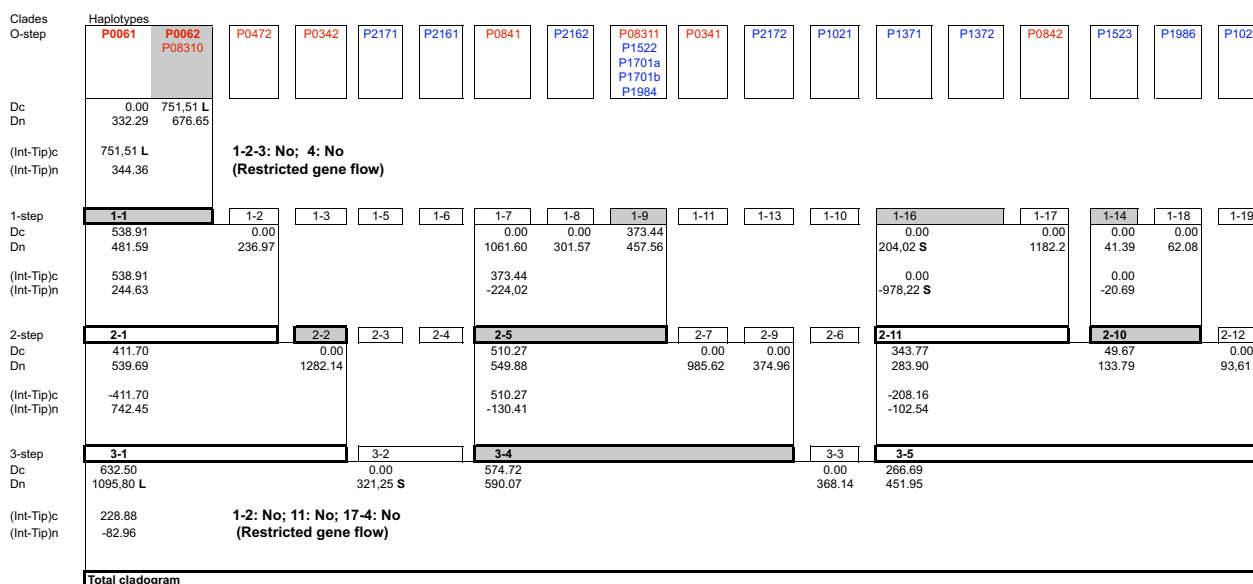 Clades Haplotypes
O-step P0061 P0062 P0472 P0342 P2171 P2161 P0841 P2162 P08311 P0341 P2172 P1021 P1371 P1372 P0842 P1523 P1986 P102
P08310 P1522
P1701a
P1701b
P1984
Dc 0.00 751,51 L
Dn 332.29 676.65
(Int-Tip)c 751,51 L 1-2-3: No; 4: No
(Int-Tip)n 344.36 (Restricted gene flow)
1-step 1-1 1-2 1-3 1-5 1-6 1-7 1-8 1-9 1-11 1-13 1-10 1-16 1-17 1-14 1-18 1-19
Dc 538.91 0.00 0.00 0.00 373.44 0.00 0.00 0.00 0.00
Dn 481.59 236.97 1061.60 301.57 457.56 204,02 S 1182.2 41.39 62.08
(Int-Tip)c 538.91 373.44 0.00 0.00
(Int-Tip)n 244.63 -224,02 -978,22 S -20.69
2-step 2-1 2-2 2-3 2-4 2-5 2-7 2-9 2-6 2-11 2-10 2-12
Dc 411.70 0.00 510.27 0.00 0.00 343.77 49.67 0.00
Dn 539.69 1282.14 549.88 985.62 374.96 283.90 133.79 93,61
(Int-Tip)c -411.70 510.27 -208.16
(Int-Tip)n 742.45 -130.41 -102.54
3-step 3-1 3-2 3-4 3-3 3-5
Dc 632.50 0.00 574.72 0.00 266.69
Dn 1095,80 L 321,25 S 590.07 368.14 451.95
(Int-Tip)c 228.88 1-2: No; 11: No; 17-4: No
(Int-Tip)n -82.96 (Restricted gene flow)
Total cladogram